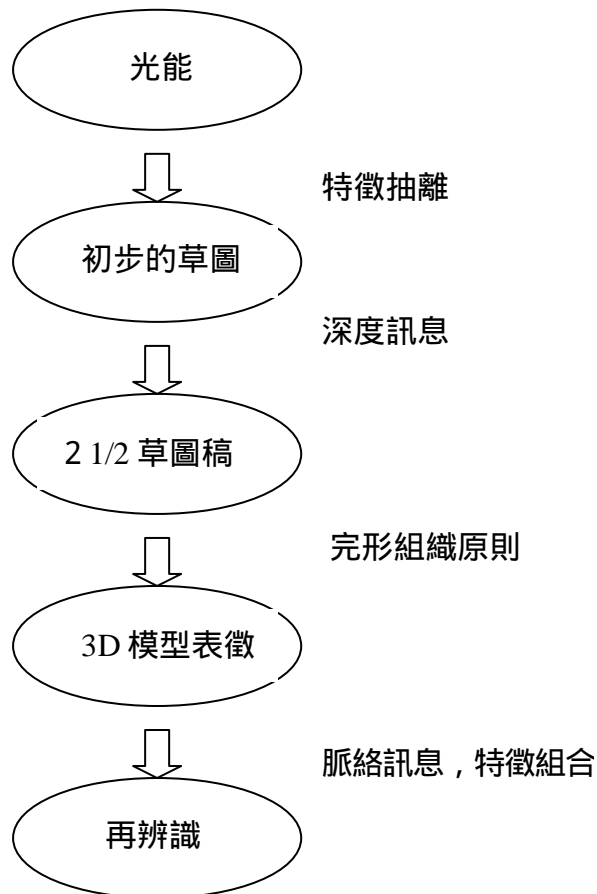 光能
特徵抽離
初步的草圖
深度訊息
2 1/2 草圖稿
完形組織原則
3D 模型表徵
脈絡訊息，特徵組合
再辨識